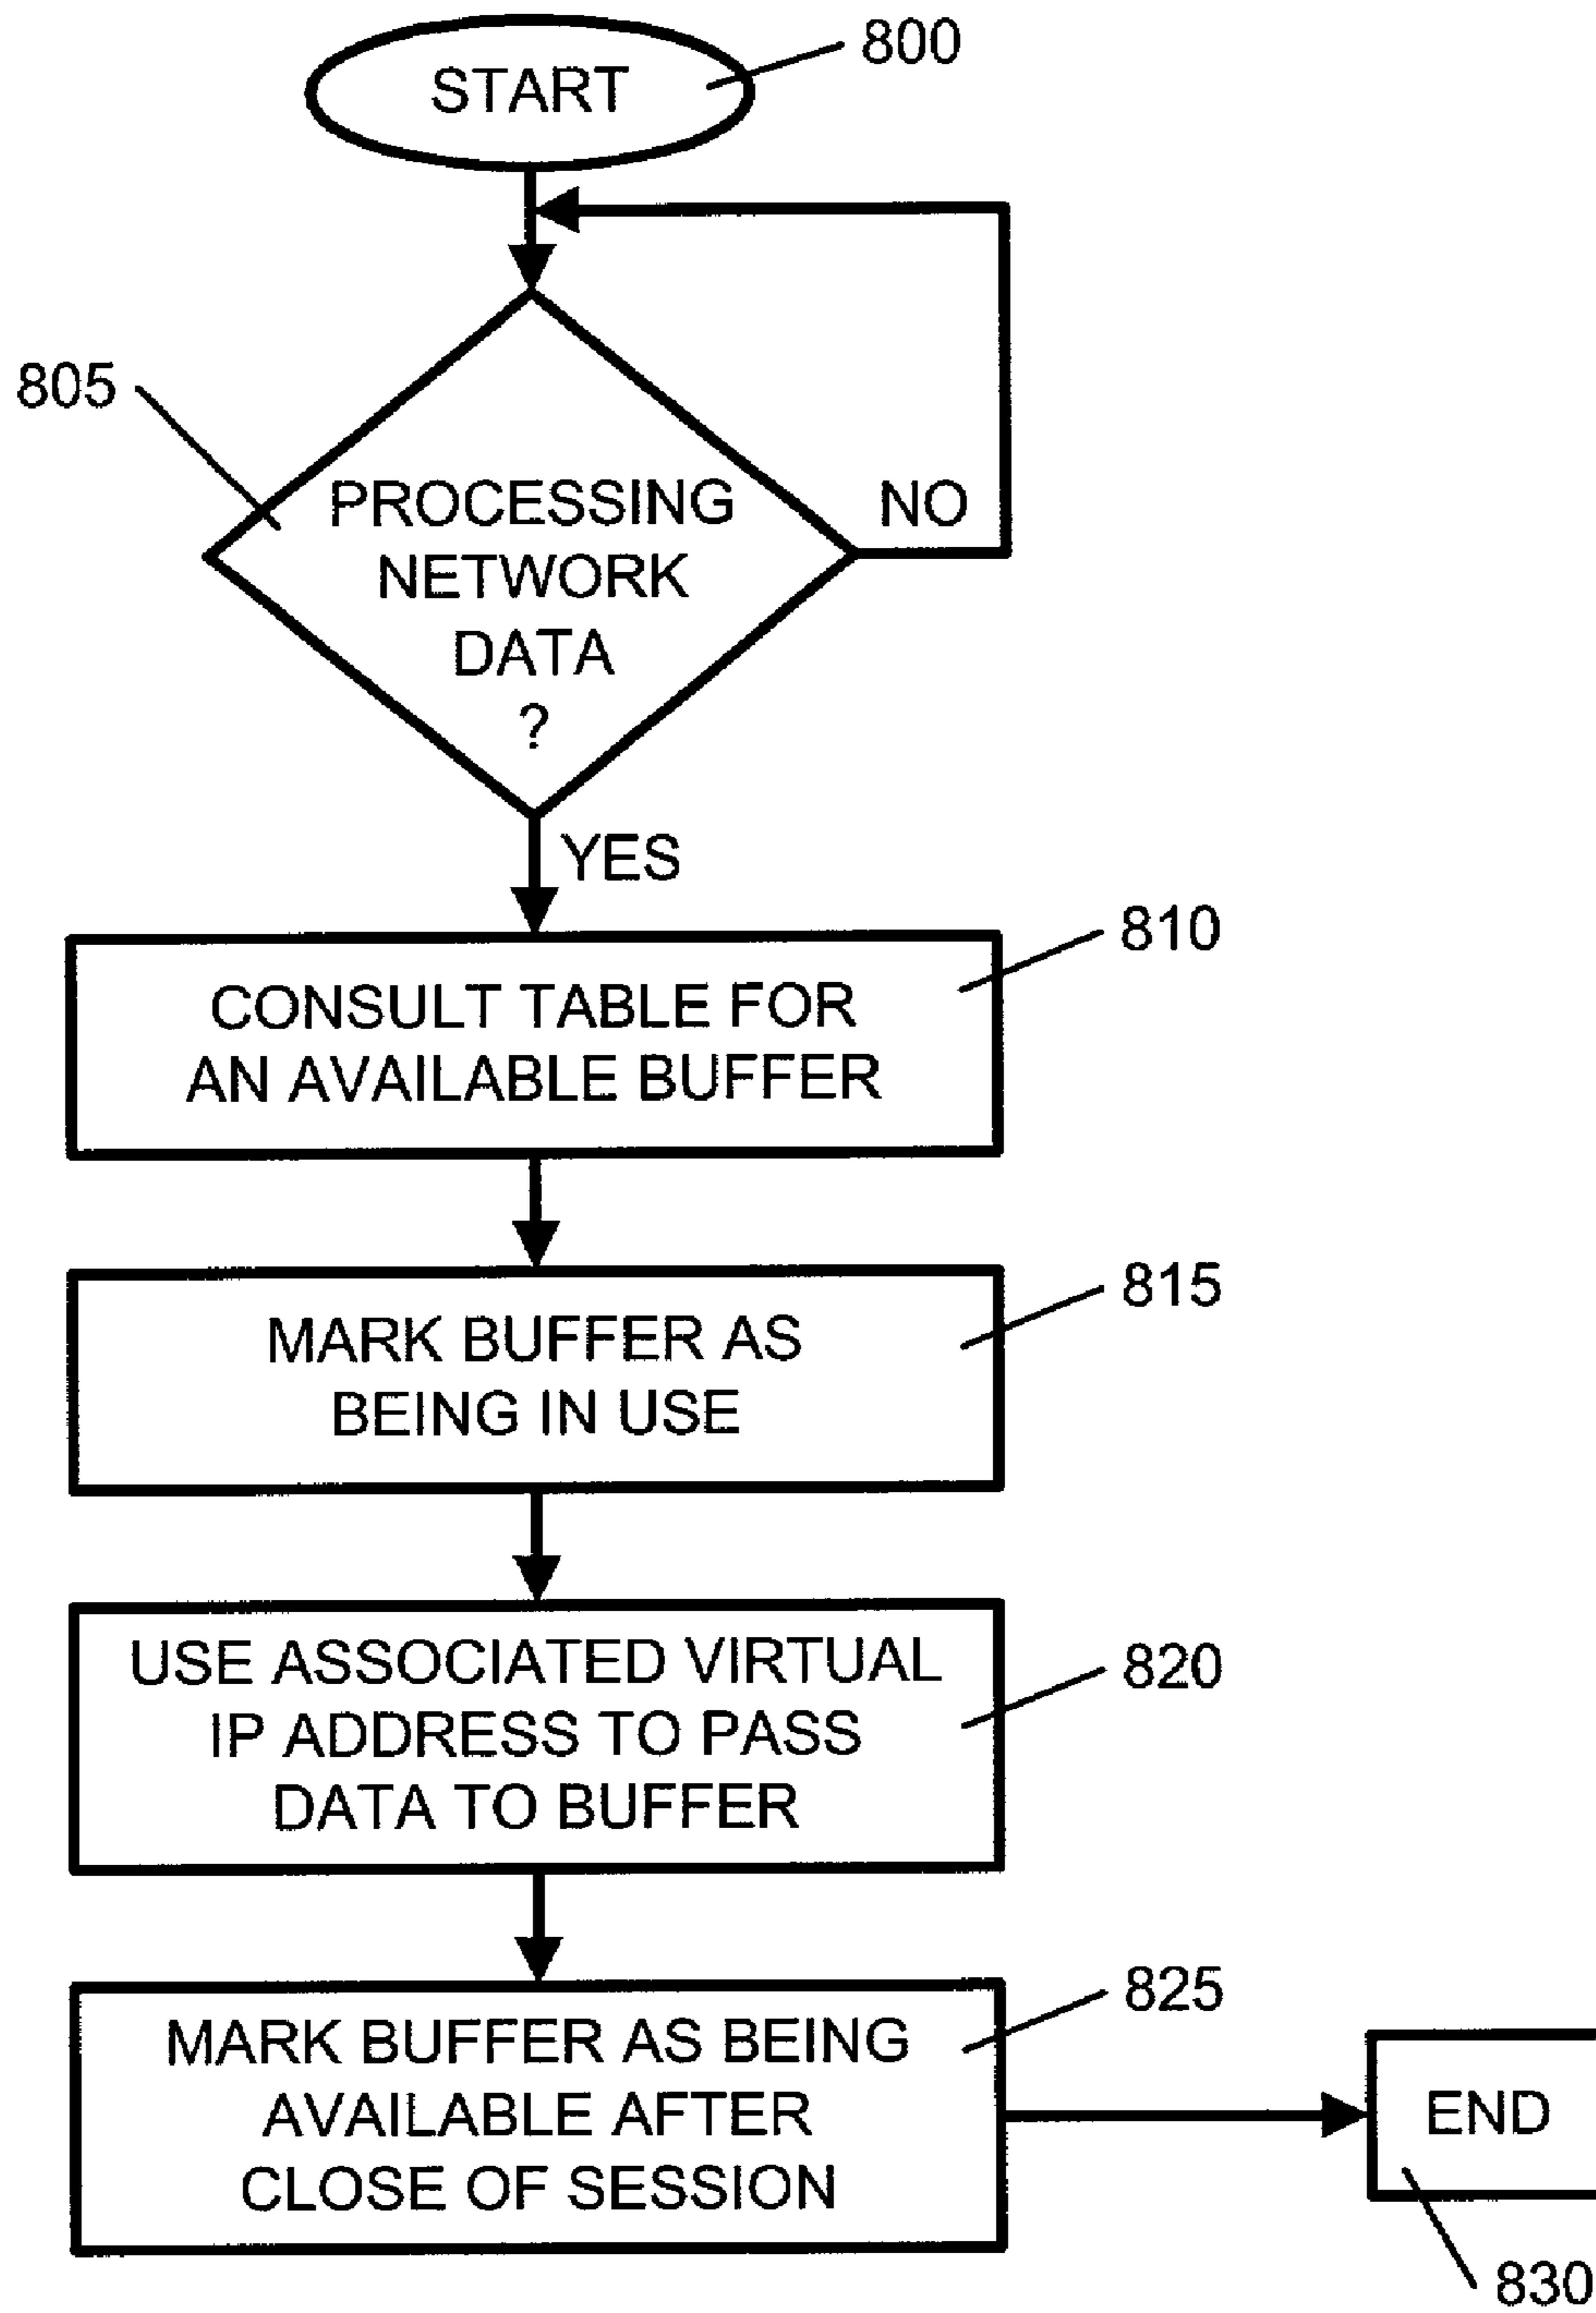 START
800
805
PROCESSING
NETWORK
DATA
?
NO
YES
810
CONSULT TABLE FOR
AN AVAILABLE BUFFER
815
MARK BUFFER AS
BEING IN USE
820
USE ASSOCIATED VIRTUAL
IP ADDRESS TO PASS
DATA TO BUFFER
825
MARK BUFFER AS BEING
AVAILABLE AFTER
CLOSE OF SESSION
END
830